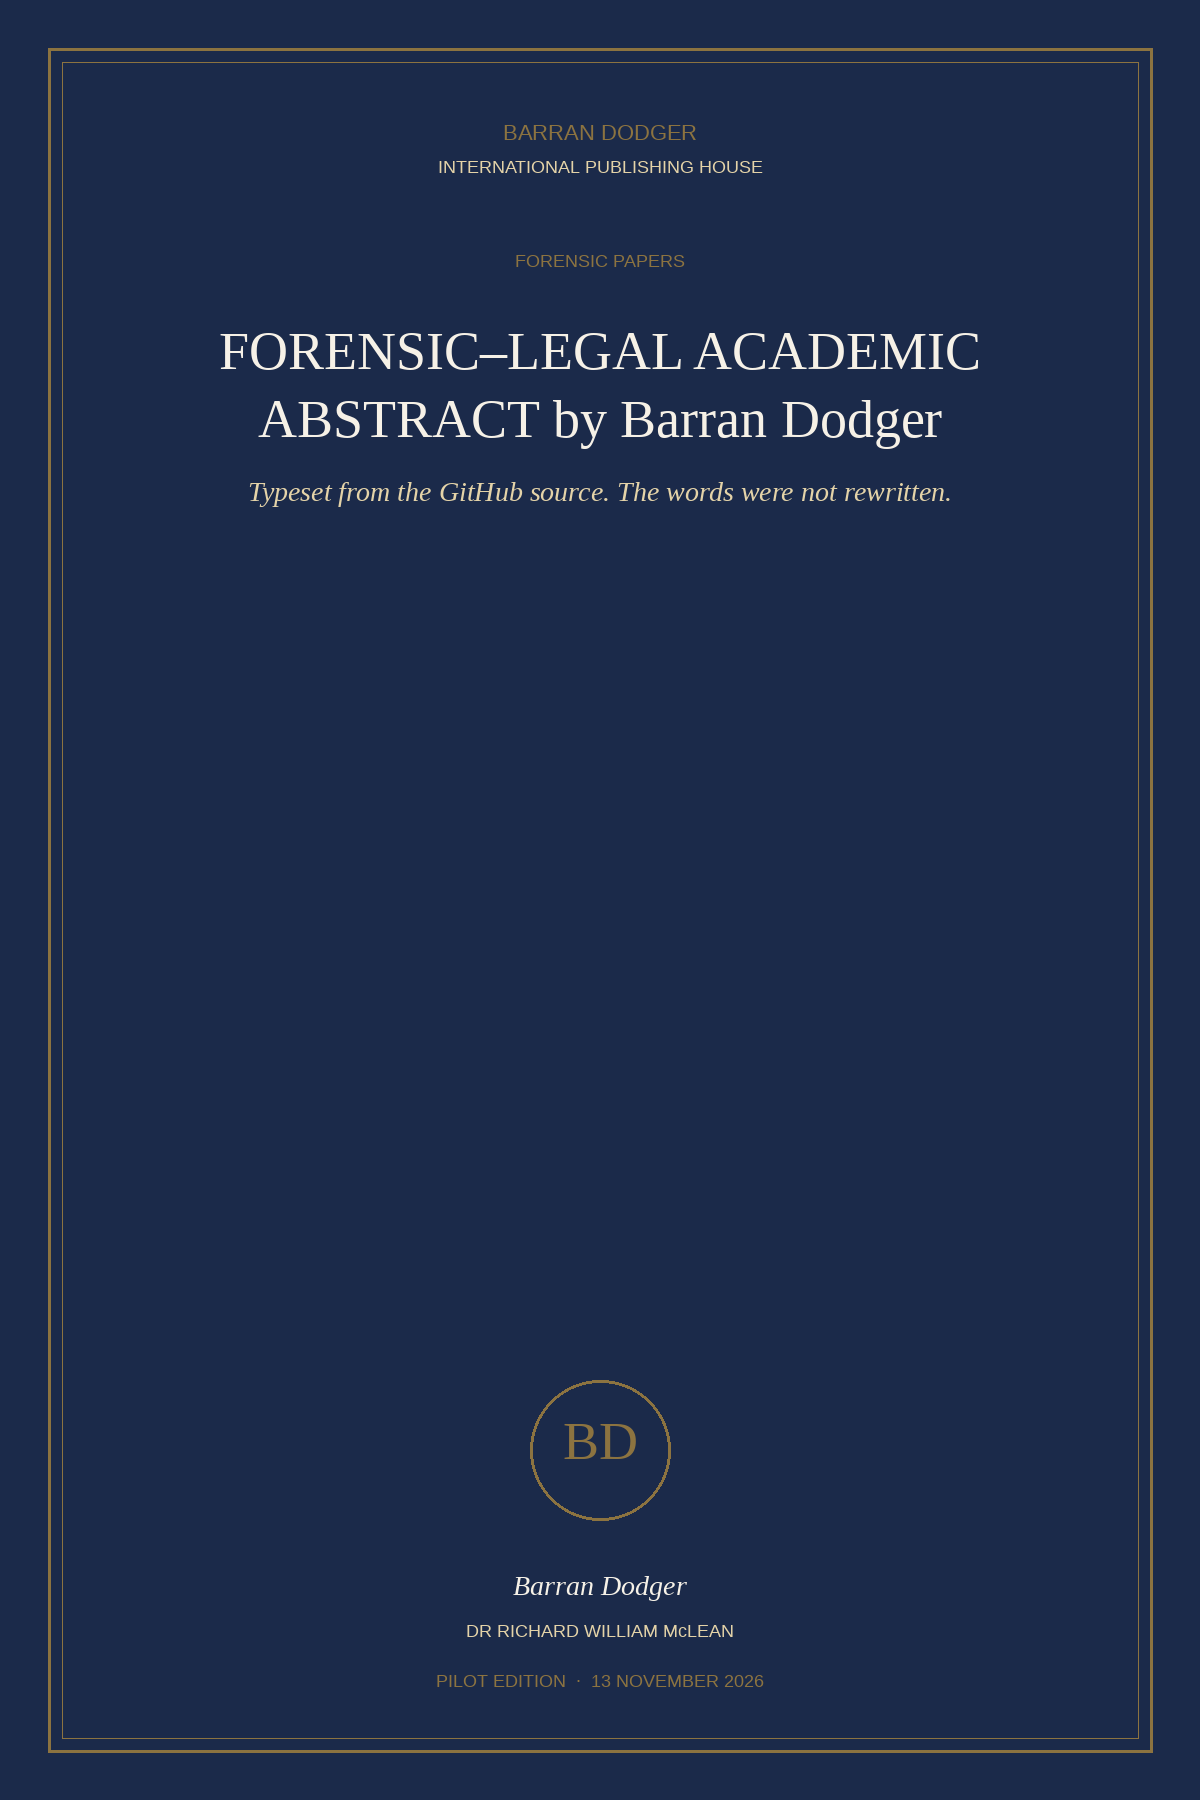 BARRAN DODGER
INTERNATIONAL PUBLISHING HOUSE
FORENSIC PAPERS
FORENSIC–LEGAL ACADEMIC
ABSTRACT by Barran Dodger
Typeset from the GitHub source. The words were not rewritten.
BD
Barran Dodger
DR RICHARD WILLIAM McLEAN
PILOT EDITION · 13 NOVEMBER 2026